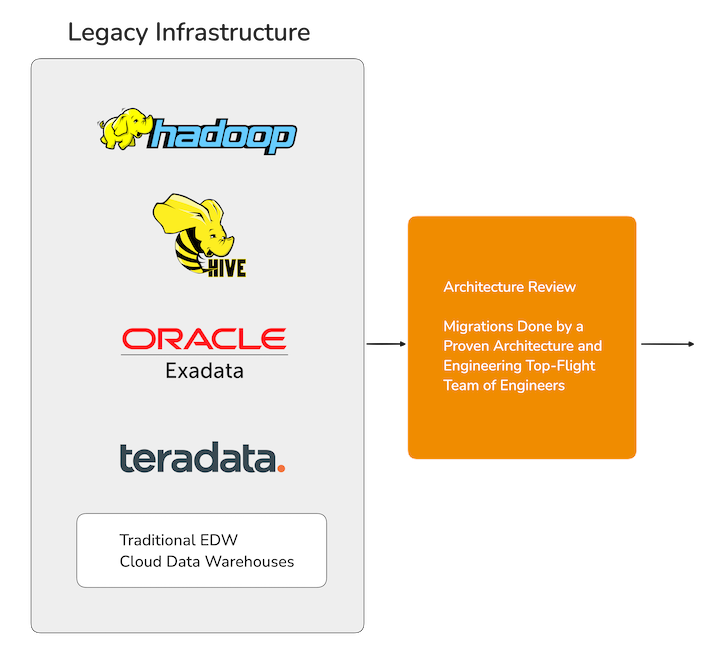 Legacy Infrastructure
hadoop
HIVE
ORACLE
Exadata
teradata.
Traditional EDW
Cloud Data Warehouses
Architecture Review
Migrations Done by a
Proven Architecture and
Engineering Top-Flight
Team of Engineers